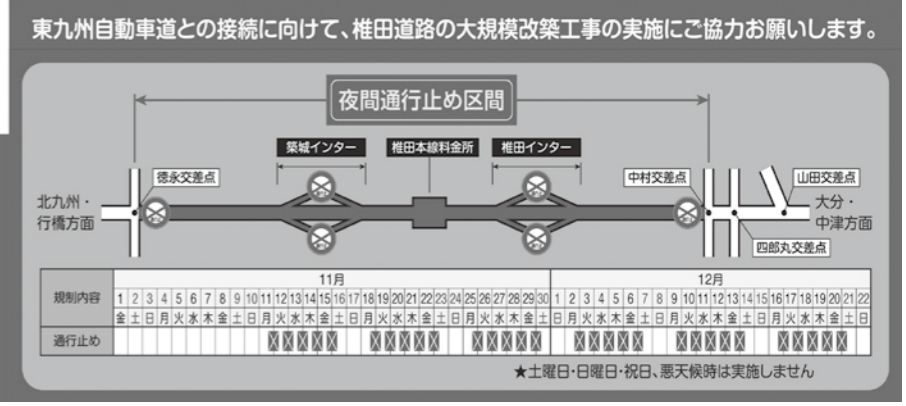 東九州自動車道との接続に向けて、椎田道路の大規模改築工事の実施にご協力お願いします。
夜間通行止め区間
築城インター 椎田本線料金所 椎田インター
徳永交差点 中村交差点 山田交差点
北九州・
行橋方面
大分・
中津方面
四郎丸交差点
規制内容 11月 12月
1 2 3 4 5 6 7 8 9 10 11 12 13 14 15 16 17 18 19 20 21 22 23 24 25 26 27 28 29 30 1 2 3 4 5 6 7 8 9 10 11 12 13 14 15 16 17 18 19 20 21 22
金 土 日 月 火 水 木 金 土 日 月 火 水 木 金 土 日 月 火 水 木 金 土 日 月 火 水 木 金 土 日 月 火 水 木 金 土 日 月 火 水 木 金 土 日 月 火 水 木 金 土 日
通行止め
★土曜日・日曜日・祝日、悪天候時は実施しません